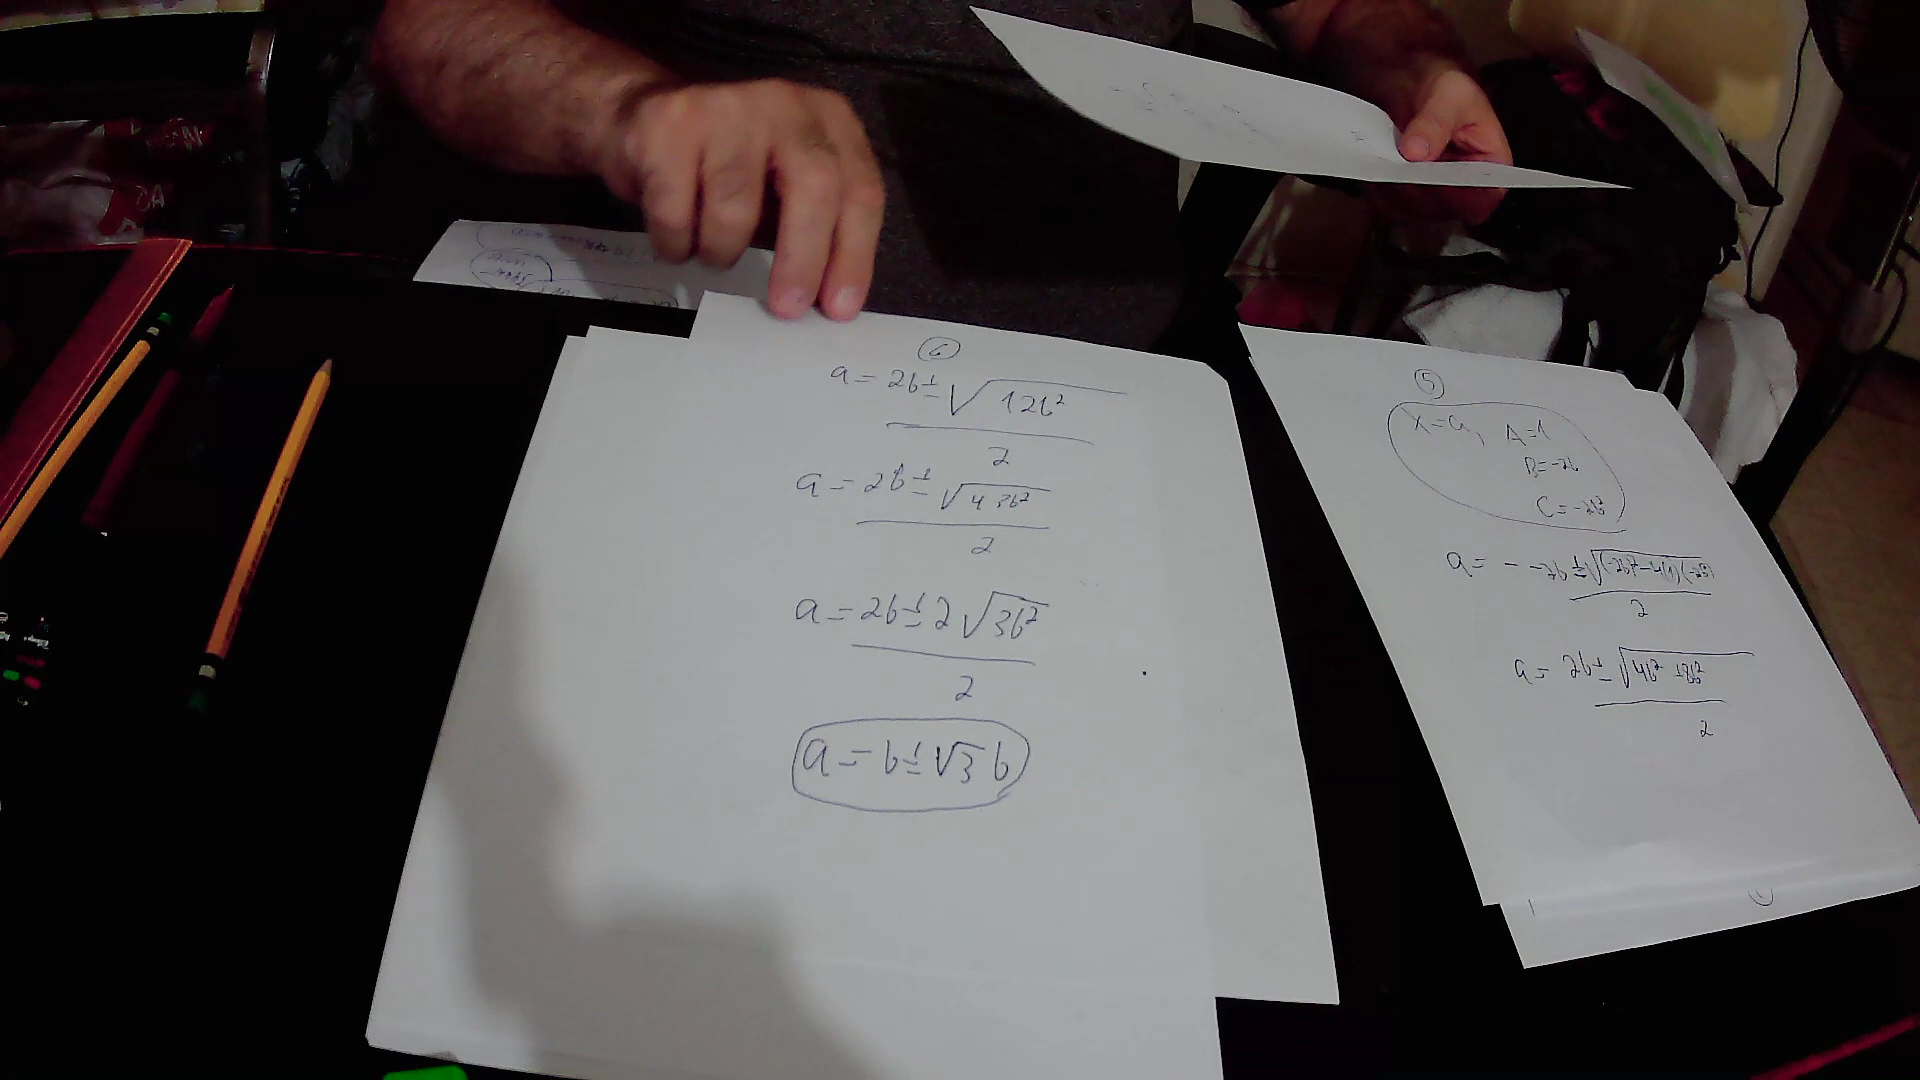 6
a = 2b ± √12b²
2
a = 2b ± √4 3b²
2
a = 2b ± 2 √3b²
2
a = b ± √3 b
5
x = a, A = 1
B = -2b
C = -2b²
a = - -2b ± √(-2b)²-4(1)(-2b²)
2
a = 2b ± √4b² + 8b²
2